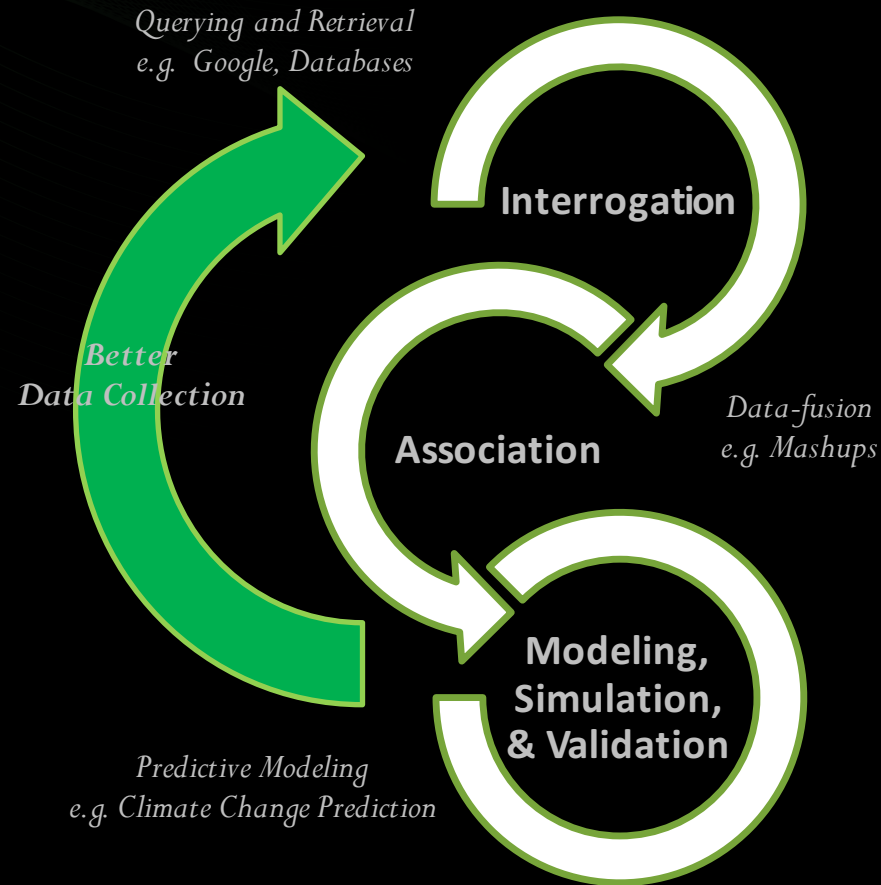 Querying and Retrieval
e.g. Google, Databases
Interrogation
Better
Data Collection
Data-fusion
e.g. Mashups
Association
Modeling,
Simulation,
& Validation
Predictive Modeling
e.g. Climate Change Prediction